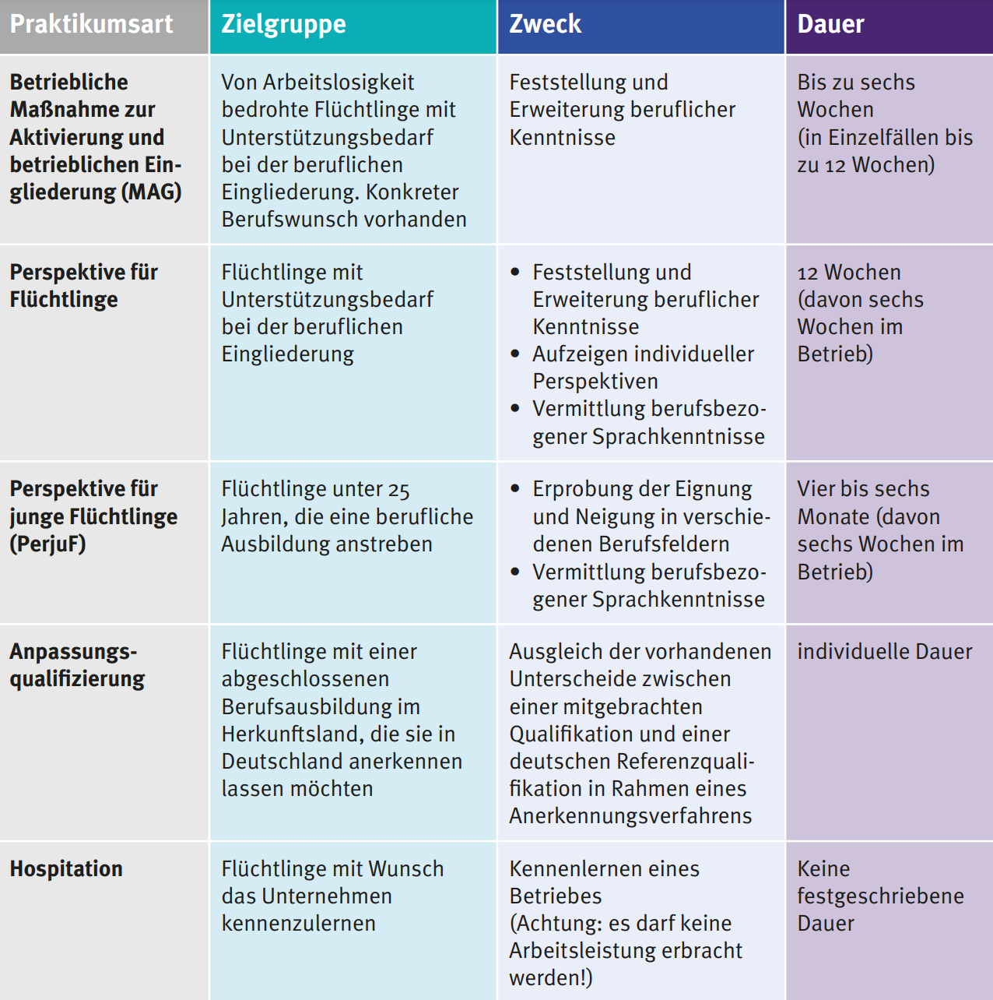 Praktikumsart
Zielgruppe
Zweck
Dauer
Betriebliche
Maßnahme zur
Aktivierung und
betrieblichen Ein-
gliederung (MAG)
Von Arbeitslosigkeit
bedrohte Flüchtlinge mit
Unterstützungsbedarf
bei der beruflichen
Eingliederung. Konkreter
Berufswunsch vorhanden
Feststellung und
Erweiterung beruflicher
Kenntnisse
Bis zu sechs
Wochen
(in Einzelfällen bis
zu 12 Wochen)
Perspektive für
Flüchtlinge
Flüchtlinge mit
Unterstützungsbedarf
bei der beruflichen
Eingliederung
• Feststellung und
Erweiterung beruflicher
Kenntnisse
• Aufzeigen individueller
Perspektiven
• Vermittlung berufsbezo-
gener Sprachkenntnisse
12 Wochen
(davon sechs
Wochen im
Betrieb)
Perspektive für
junge Flüchtlinge
(PerjuF)
Flüchtlinge unter 25
Jahren, die eine berufliche
Ausbildung anstreben
• Erprobung der Eignung
und Neigung in verschie-
denen Berufsfeldern
• Vermittlung berufsbezo-
gener Sprachkenntnisse
Vier bis sechs
Monate (davon
sechs Wochen im
Betrieb)
Anpassungs-
qualifizierung
Flüchtlinge mit einer
abgeschlossenen
Berufsausbildung im
Herkunftsland, die sie in
Deutschland anerkennen
lassen möchten
Ausgleich der vorhandenen
Unterscheide zwischen
einer mitgebrachten
Qualifikation und einer
deutschen Referenzquali-
fikation in Rahmen eines
Anerkennungsverfahrens
individuelle Dauer
Hospitation
Flüchtlinge mit Wunsch
das Unternehmen
kennenzulernen
Kennenlernen eines
Betriebes
(Achtung: es darf keine
Arbeitsleistung erbracht
werden!)
Keine
festgeschriebene
Dauer